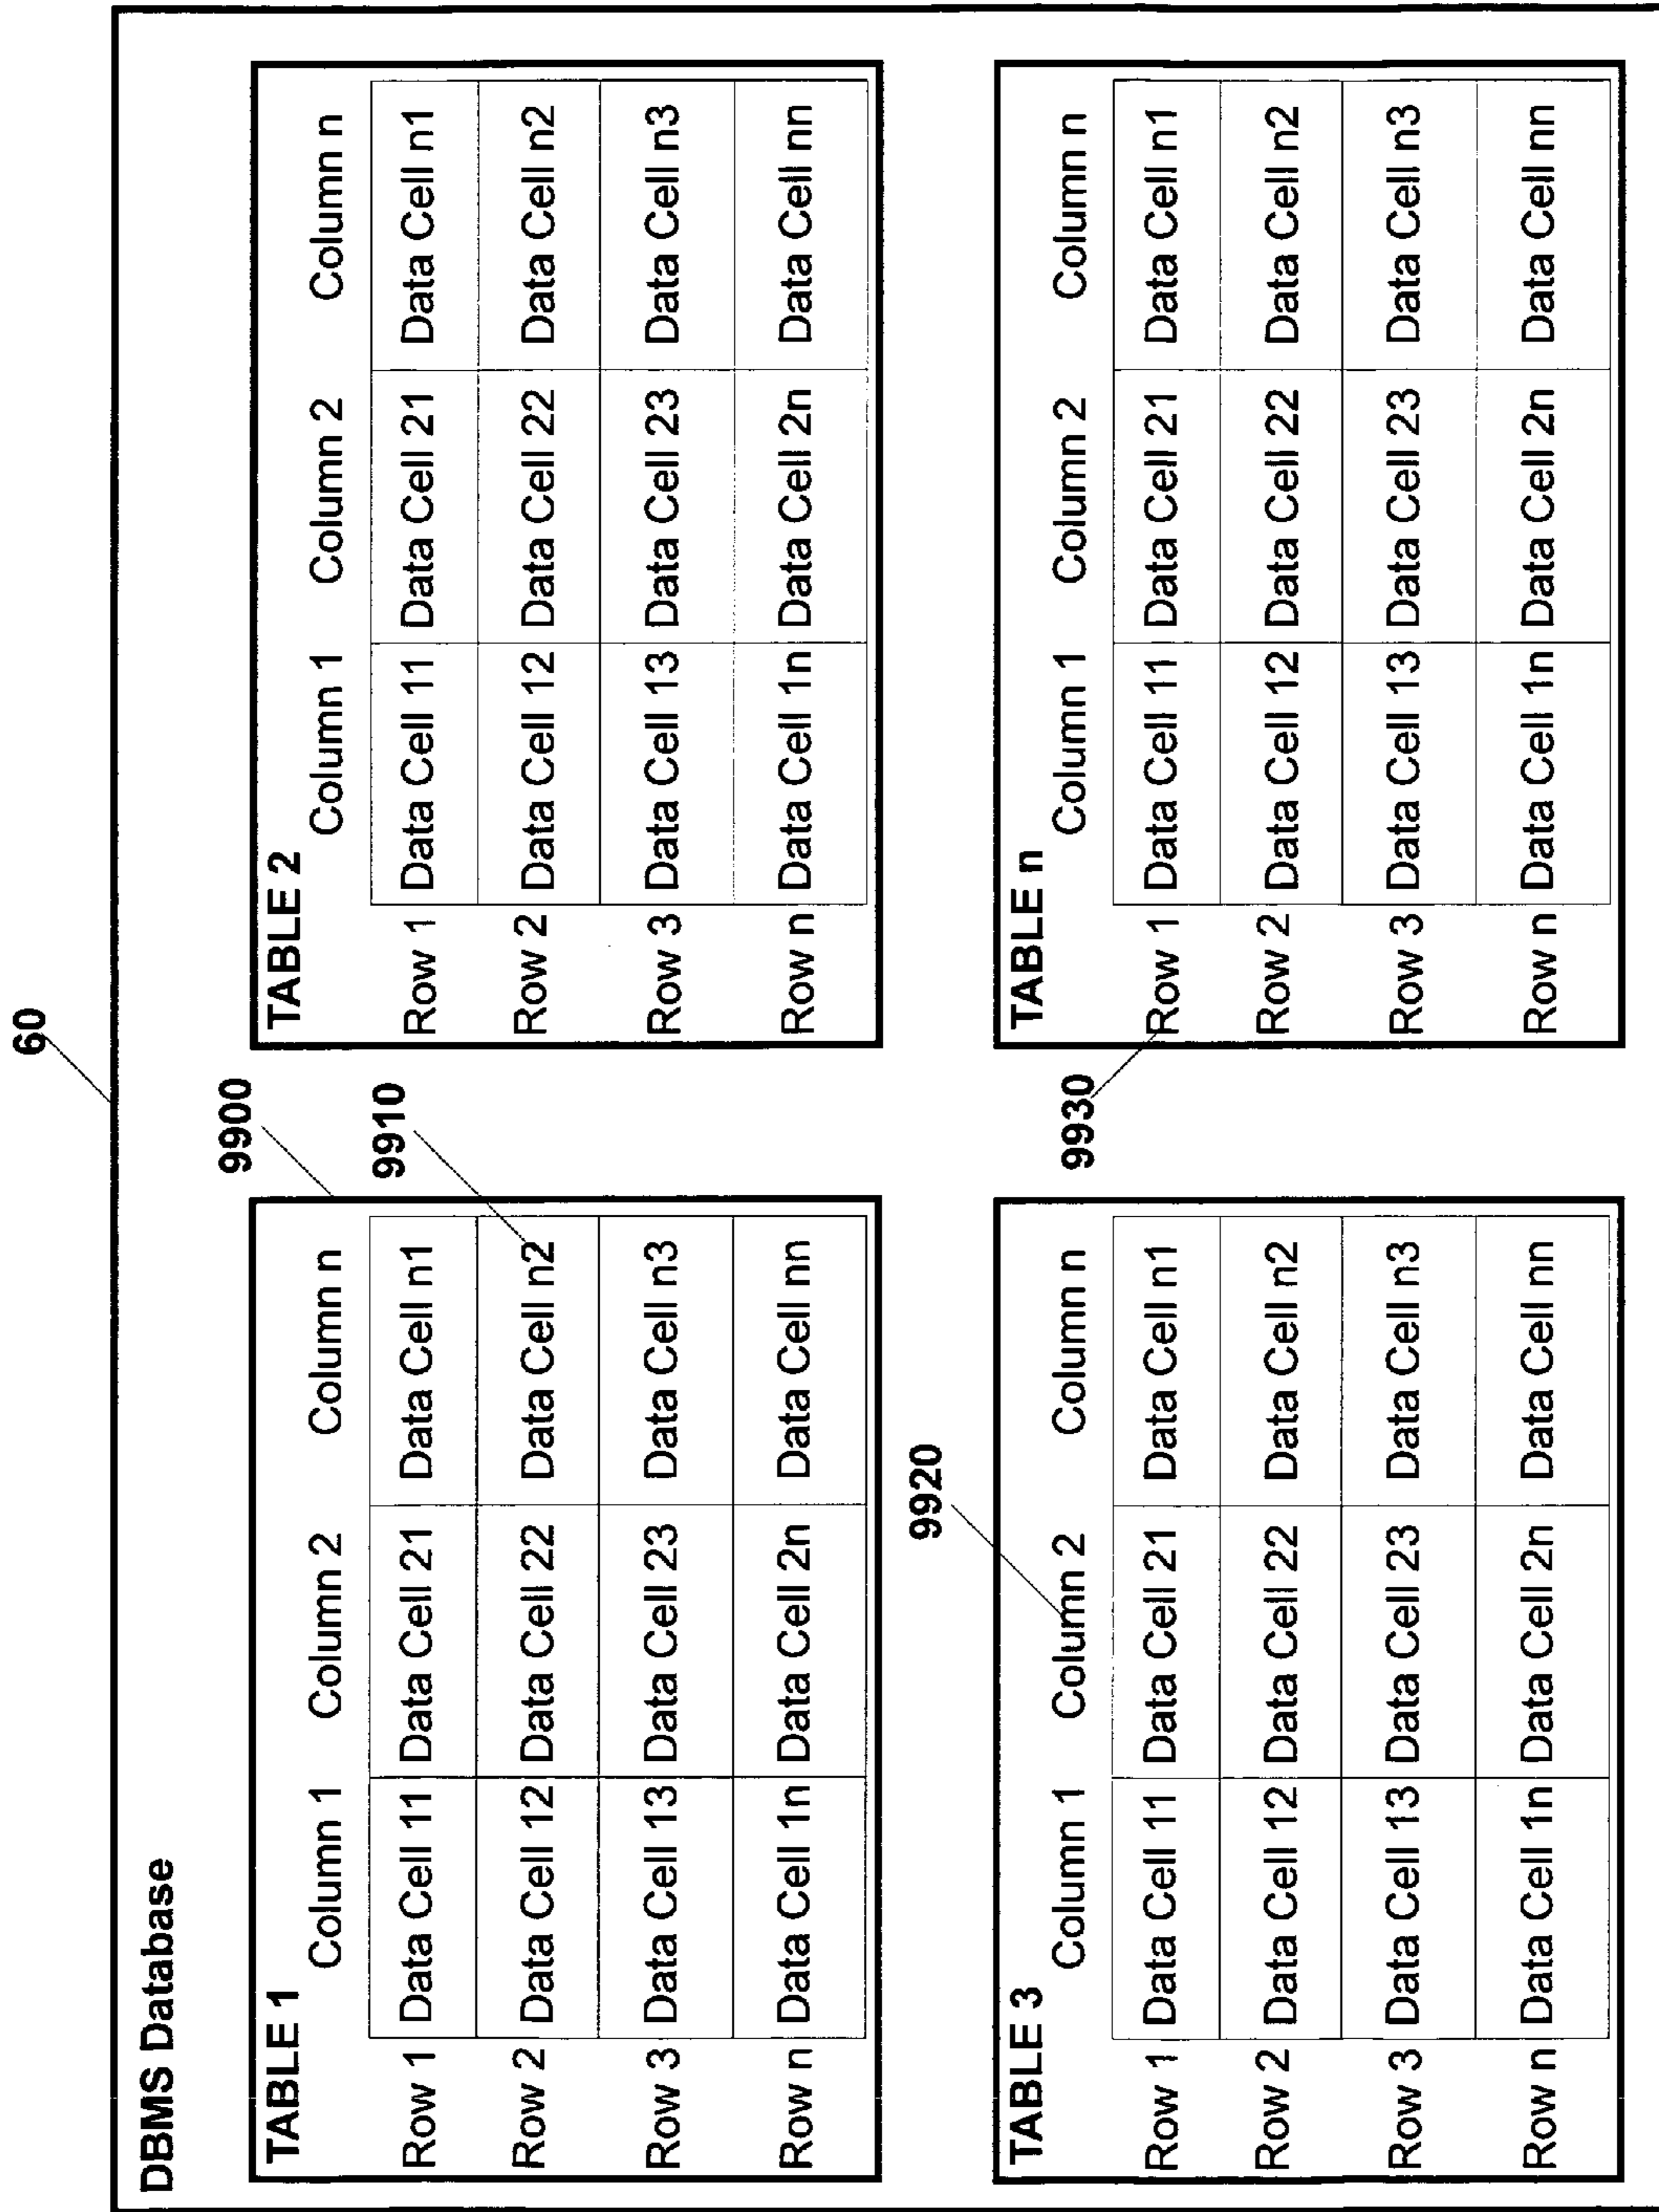 60
DBMS Database
9900
TABLE 1
Column 1 Column 2 Column n
Row 1 Data Cell 11 Data Cell 21 Data Cell n1
Row 2 Data Cell 12 Data Cell 22 Data Cell n2
Row 3 Data Cell 13 Data Cell 23 Data Cell n3
Row n Data Cell 1n Data Cell 2n Data Cell nn
9910
TABLE 2
Column 1 Column 2 Column n
Row 1 Data Cell 11 Data Cell 21 Data Cell n1
Row 2 Data Cell 12 Data Cell 22 Data Cell n2
Row 3 Data Cell 13 Data Cell 23 Data Cell n3
Row n Data Cell 1n Data Cell 2n Data Cell nn
9920
TABLE 3
Column 1 Column 2 Column n
Row 1 Data Cell 11 Data Cell 21 Data Cell n1
Row 2 Data Cell 12 Data Cell 22 Data Cell n2
Row 3 Data Cell 13 Data Cell 23 Data Cell n3
Row n Data Cell 1n Data Cell 2n Data Cell nn
9930
TABLE n
Column 1 Column 2 Column n
Row 1 Data Cell 11 Data Cell 21 Data Cell n1
Row 2 Data Cell 12 Data Cell 22 Data Cell n2
Row 3 Data Cell 13 Data Cell 23 Data Cell n3
Row n Data Cell 1n Data Cell 2n Data Cell nn